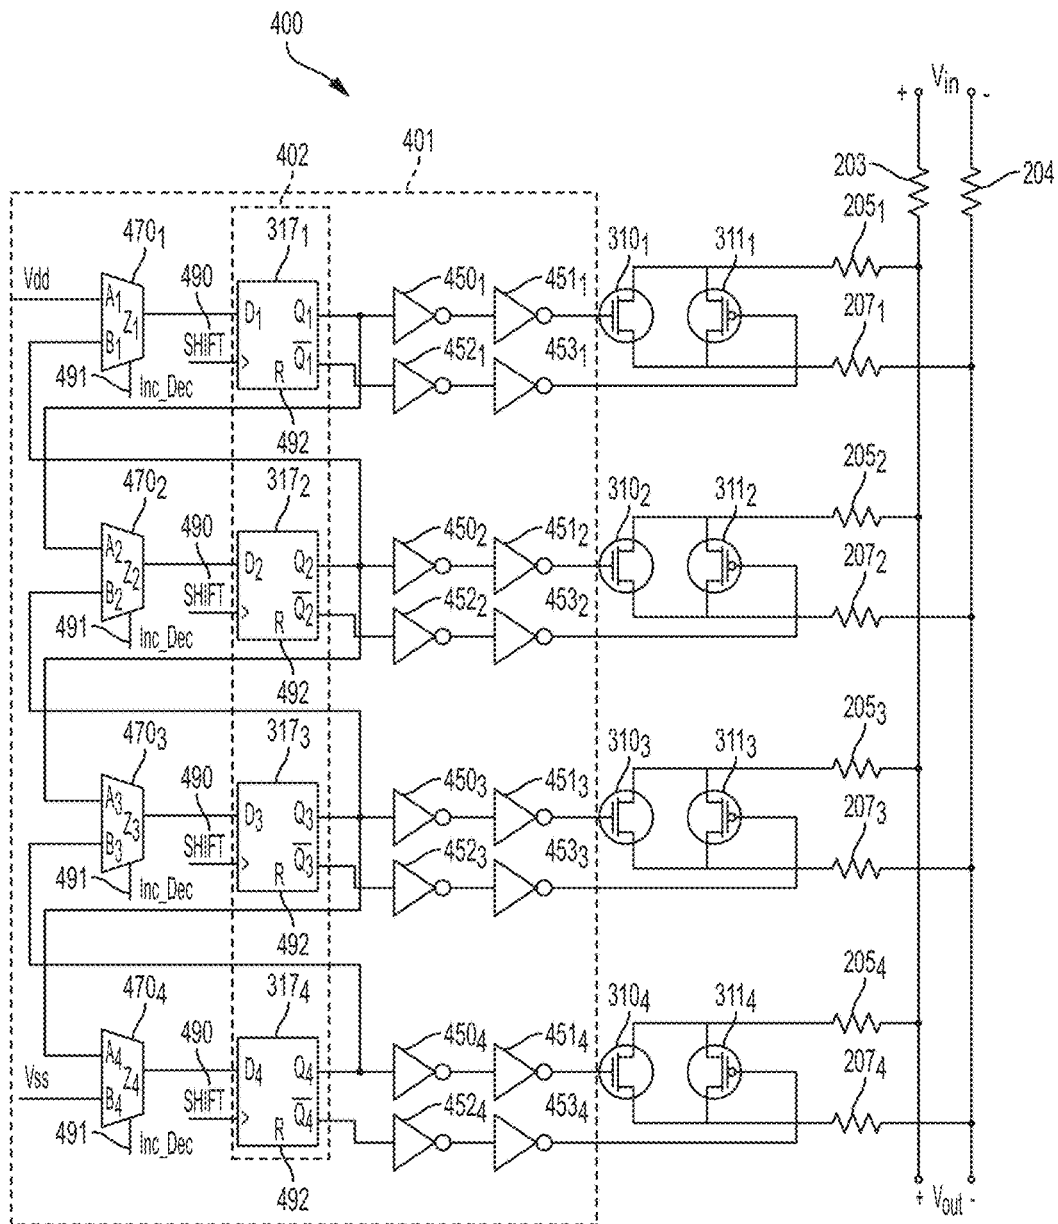 400
+ Vin -
402
401
203
204
470₁
317₁
450₁
451₁
310₁
311₁
205₁
Vdd
490
A₁
Z₁
B₁
D₁
Q₁
SHIFT
Q̅₁
R
452₁
453₁
207₁
491
Inc_Dec
492
470₂
317₂
450₂
451₂
310₂
311₂
205₂
490
A₂
Z₂
B₂
D₂
Q₂
SHIFT
Q̅₂
R
452₂
453₂
207₂
491
Inc_Dec
492
470₃
317₃
450₃
451₃
310₃
311₃
205₃
490
A₃
Z₃
B₃
D₃
Q₃
SHIFT
Q̅₃
R
452₃
453₃
207₃
491
Inc_Dec
492
470₄
317₄
450₄
451₄
310₄
311₄
205₄
490
A₄
Z₄
Vss
B₄
D₄
Q₄
SHIFT
Q̅₄
R
452₄
453₄
207₄
491
Inc_Dec
492
+ Vout -